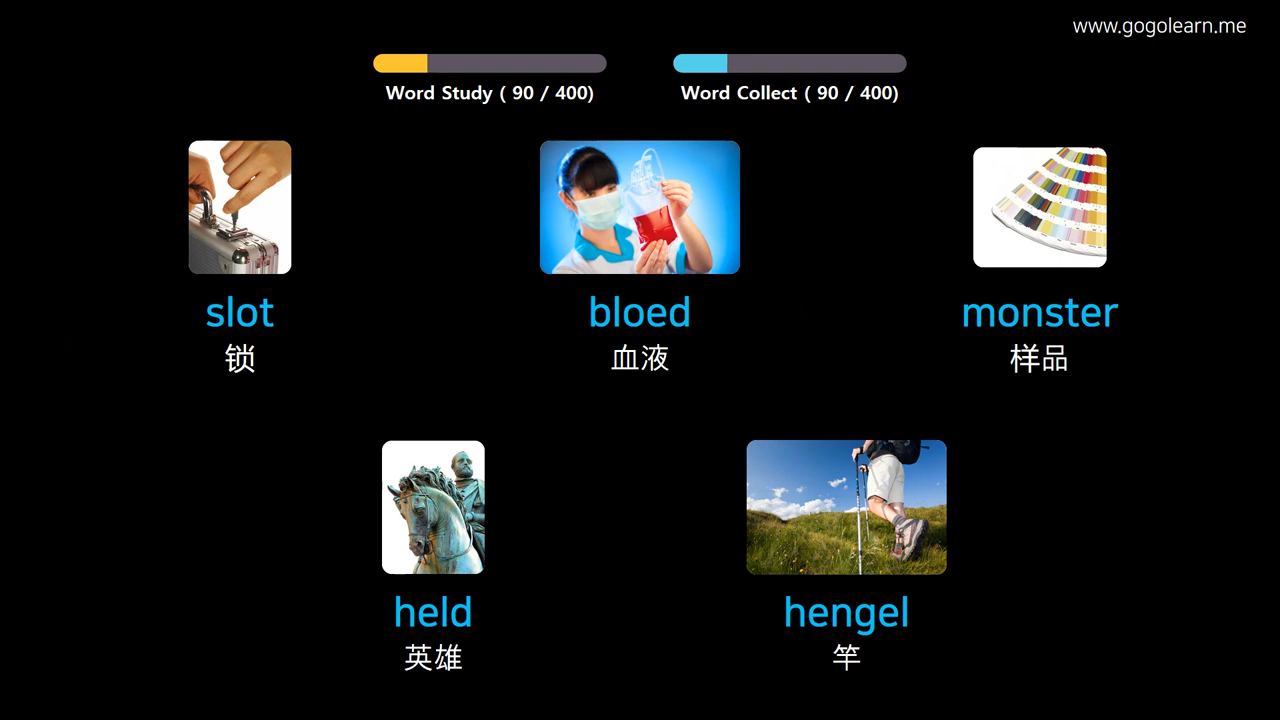 www.gogolearn.me
Word Study ( 90 / 400)
Word Collect ( 90 / 400)
slot
锁
bloed
血液
monster
样品
held
英雄
hengel
竿